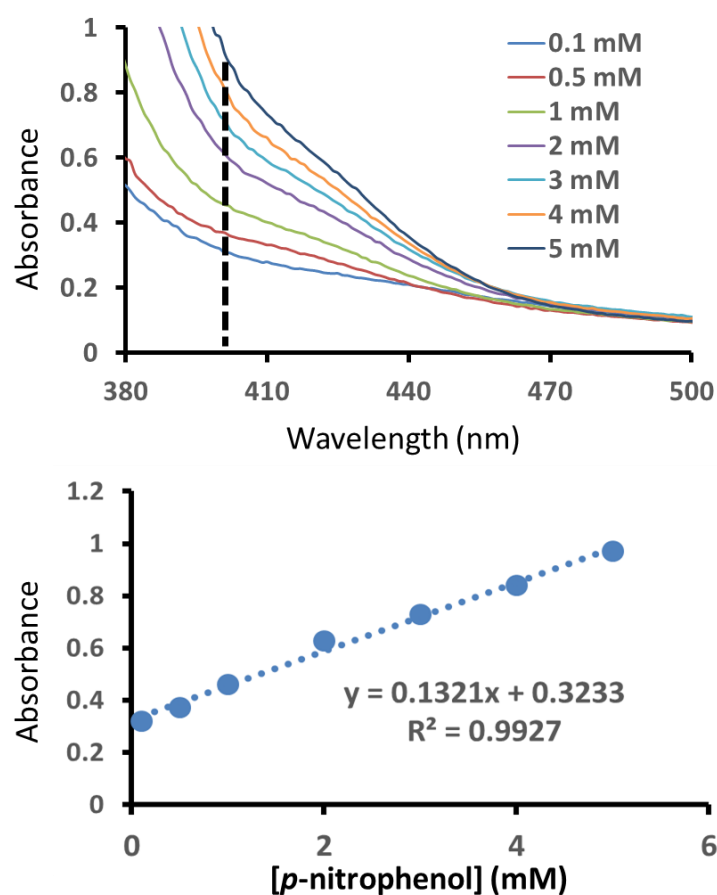 1
0.8
0.6
0.4
0.2
0
Absorbance
380
410
440
470
500
Wavelength (nm)
0.1 mM
0.5 mM
1 mM
2 mM
3 mM
4 mM
5 mM
1.2
1
0.8
0.6
0.4
0.2
0
Absorbance
y = 0.1321x + 0.3233
R² = 0.9927
0
2
4
6
[p-nitrophenol] (mM)